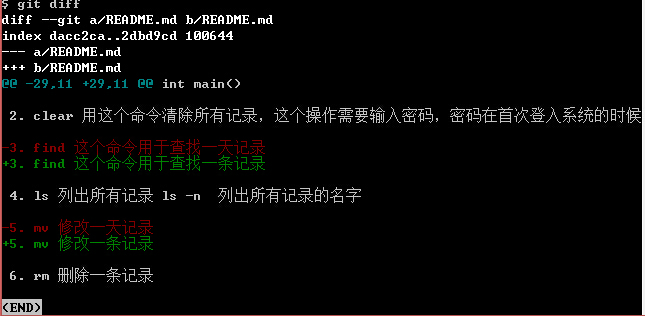 $ git diff
diff --git a/README.md b/README.md
index dacc2ca..2dbd9cd 100644
--- a/README.md
+++ b/README.md
@@ -29,11 +29,11 @@ int main()
2. clear 用这个命令清除所有记录，这个操作需要输入密码，密码在首次登入系统的时候
-3. find 这个命令用于查找一天记录
+3. find 这个命令用于查找一条记录
4. ls 列出所有记录 ls -n  列出所有记录的名字
-5. mv 修改一天记录
+5. mv 修改一条记录
6. rm 删除一条记录
(END)